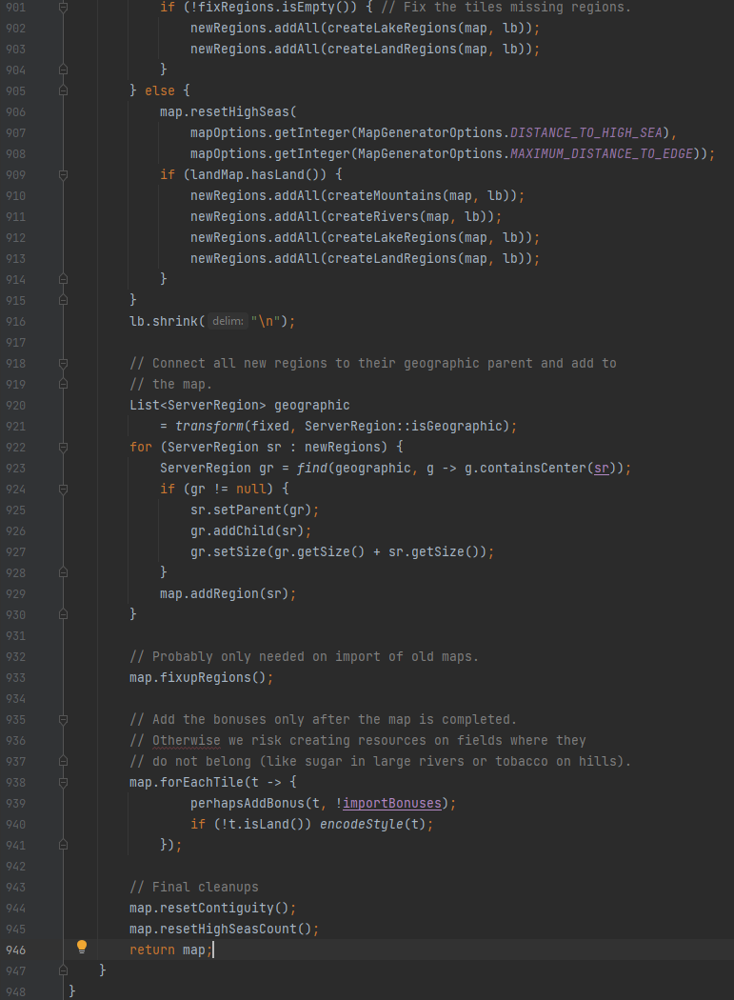 901 if (!fixRegions.isEmpty()) { // Fix the tiles missing regions.
902 newRegions.addAll(createLakeRegions(map, lb));
903 newRegions.addAll(createLandRegions(map, lb));
904 }
905 } else {
906 map.resetHighSeas(
907 mapOptions.getInteger(MapGeneratorOptions.DISTANCE_TO_HIGH_SEA),
908 mapOptions.getInteger(MapGeneratorOptions.MAXIMUM_DISTANCE_TO_EDGE));
909 if (landMap.hasLand()) {
910 newRegions.addAll(createMountains(map, lb));
911 newRegions.addAll(createRivers(map, lb));
912 newRegions.addAll(createLakeRegions(map, lb));
913 newRegions.addAll(createLandRegions(map, lb));
914 }
915 }
916 lb.shrink( delim: "\n");
917
918 // Connect all new regions to their geographic parent and add to
919 // the map.
920 List<ServerRegion> geographic
921 = transform(fixed, ServerRegion::isGeographic);
922 for (ServerRegion sr : newRegions) {
923 ServerRegion gr = find(geographic, g -> g.containsCenter(sr));
924 if (gr != null) {
925 sr.setParent(gr);
926 gr.addChild(sr);
927 gr.setSize(gr.getSize() + sr.getSize());
928 }
929 map.addRegion(sr);
930 }
931
932 // Probably only needed on import of old maps.
933 map.fixupRegions();
934
935 // Add the bonuses only after the map is completed.
936 // Otherwise we risk creating resources on fields where they
937 // do not belong (like sugar in large rivers or tobacco on hills).
938 map.forEachTile(t -> {
939 perhapsAddBonus(t, !importBonuses);
940 if (!t.isLand()) encodeStyle(t);
941 });
942
943 // Final cleanups
944 map.resetContiguity();
945 map.resetHighSeasCount();
946 return map;
947 }
948 }